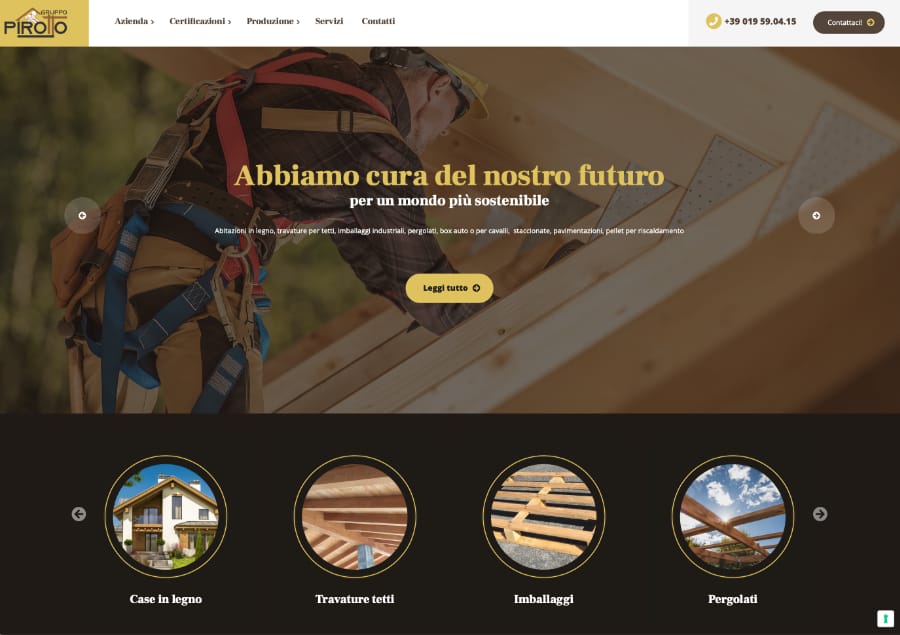 GRUPPO
PIROTTO
Azienda
Certificazioni
Produzione
Servizi
Contatti
+39 019 59.04.15
Contattaci!
Abbiamo cura del nostro futuro
per un mondo più sostenibile
Abitazioni in legno, travature per tetti, imballaggi industriali, pergolati, box auto o per cavalli, staccionate, pavimentazioni, pellet per riscaldamento
Leggi tutto
Case in legno
Travature tetti
Imballaggi
Pergolati